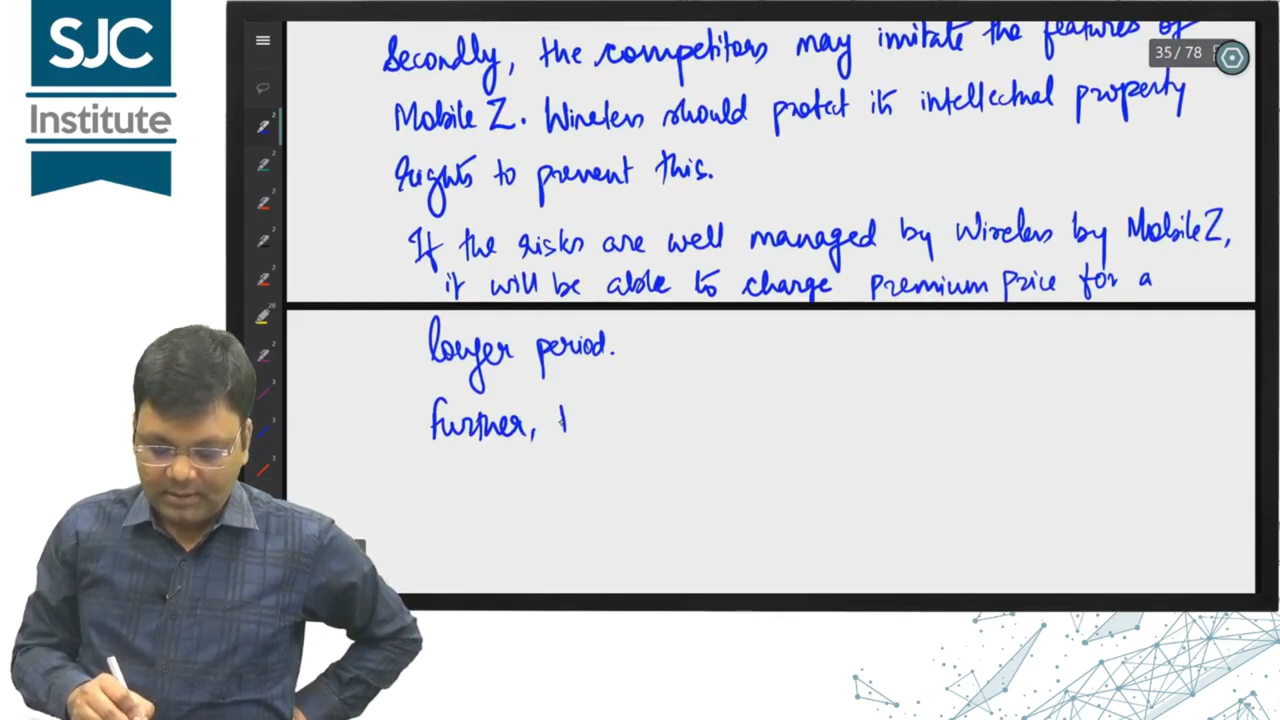 SJC
Institute
35 / 78
Secondly, the competitors may imitate the features of
Mobile Z. Wireless should protect its intellectual property
rights to prevent this.
If the risks are well managed by Wireless by Mobile Z,
it will be able to charge premium price for a
longer period.
Further, t